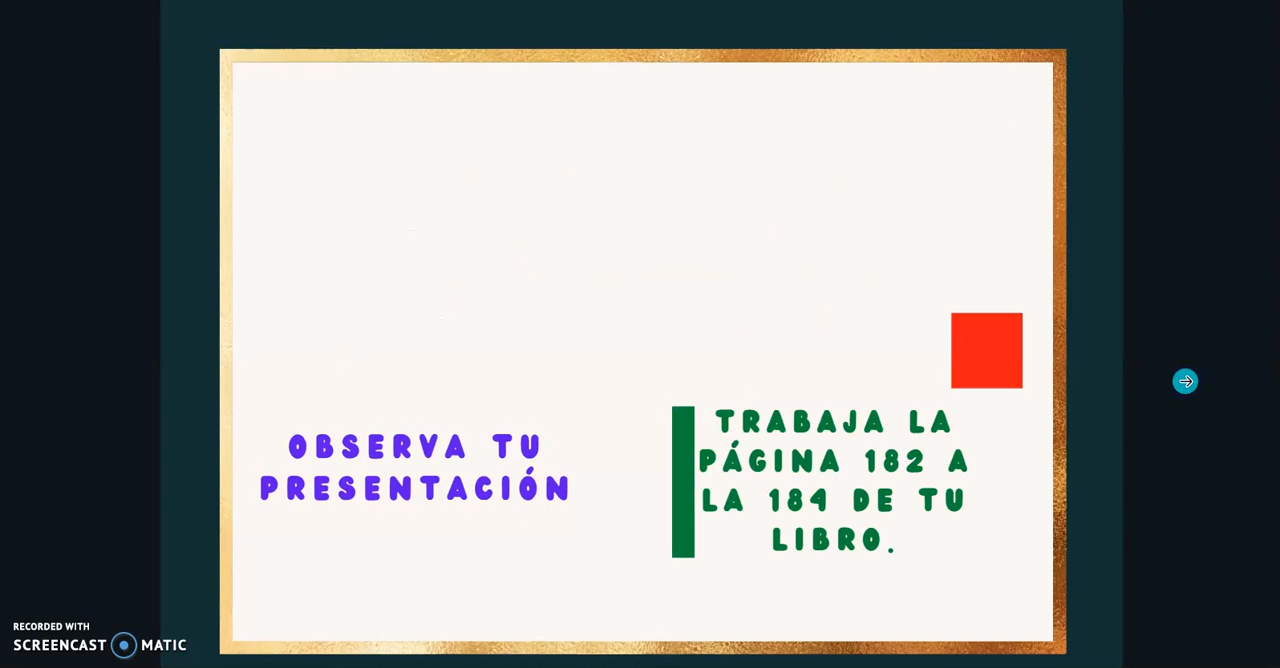 OBSERVA TU
PRESENTACIÓN
TRABAJA LA
PÁGINA 182 A
LA 184 DE TU
LIBRO.
RECORDED WITH
SCREENCAST MATIC